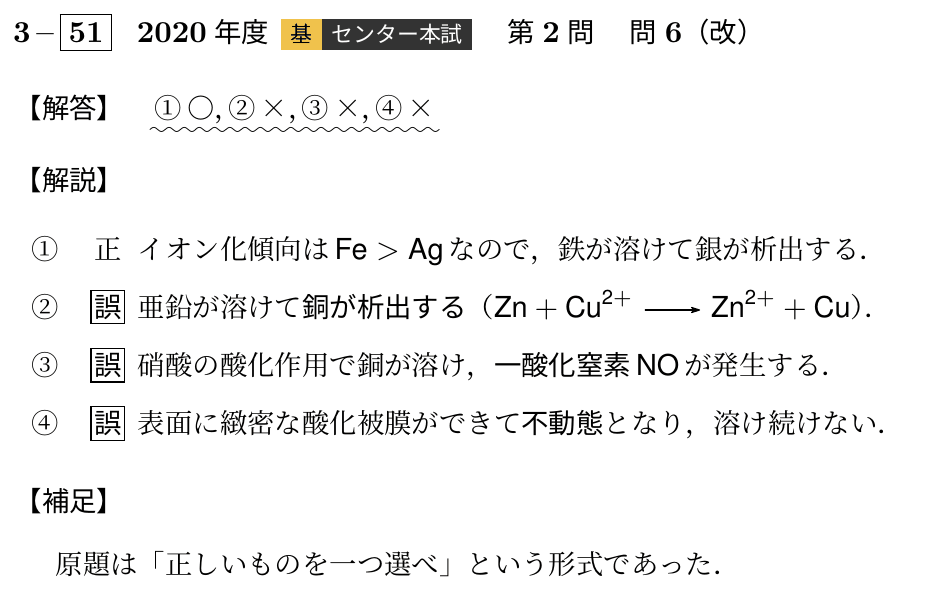 3－51 2020 年度 基 センター本試 第 2 問 問 6（改）
【解答】 ① ○, ② ×, ③ ×, ④ ×
【解説】
① 正 イオン化傾向は Fe > Ag なので，鉄が溶けて銀が析出する．
② 誤 亜鉛が溶けて銅が析出する（Zn + Cu²⁺ ⟶ Zn²⁺ + Cu）．
③ 誤 硝酸の酸化作用で銅が溶け，一酸化窒素 NO が発生する．
④ 誤 表面に緻密な酸化被膜ができて不動態となり，溶け続けない．
【補足】
原題は「正しいものを一つ選べ」という形式であった．